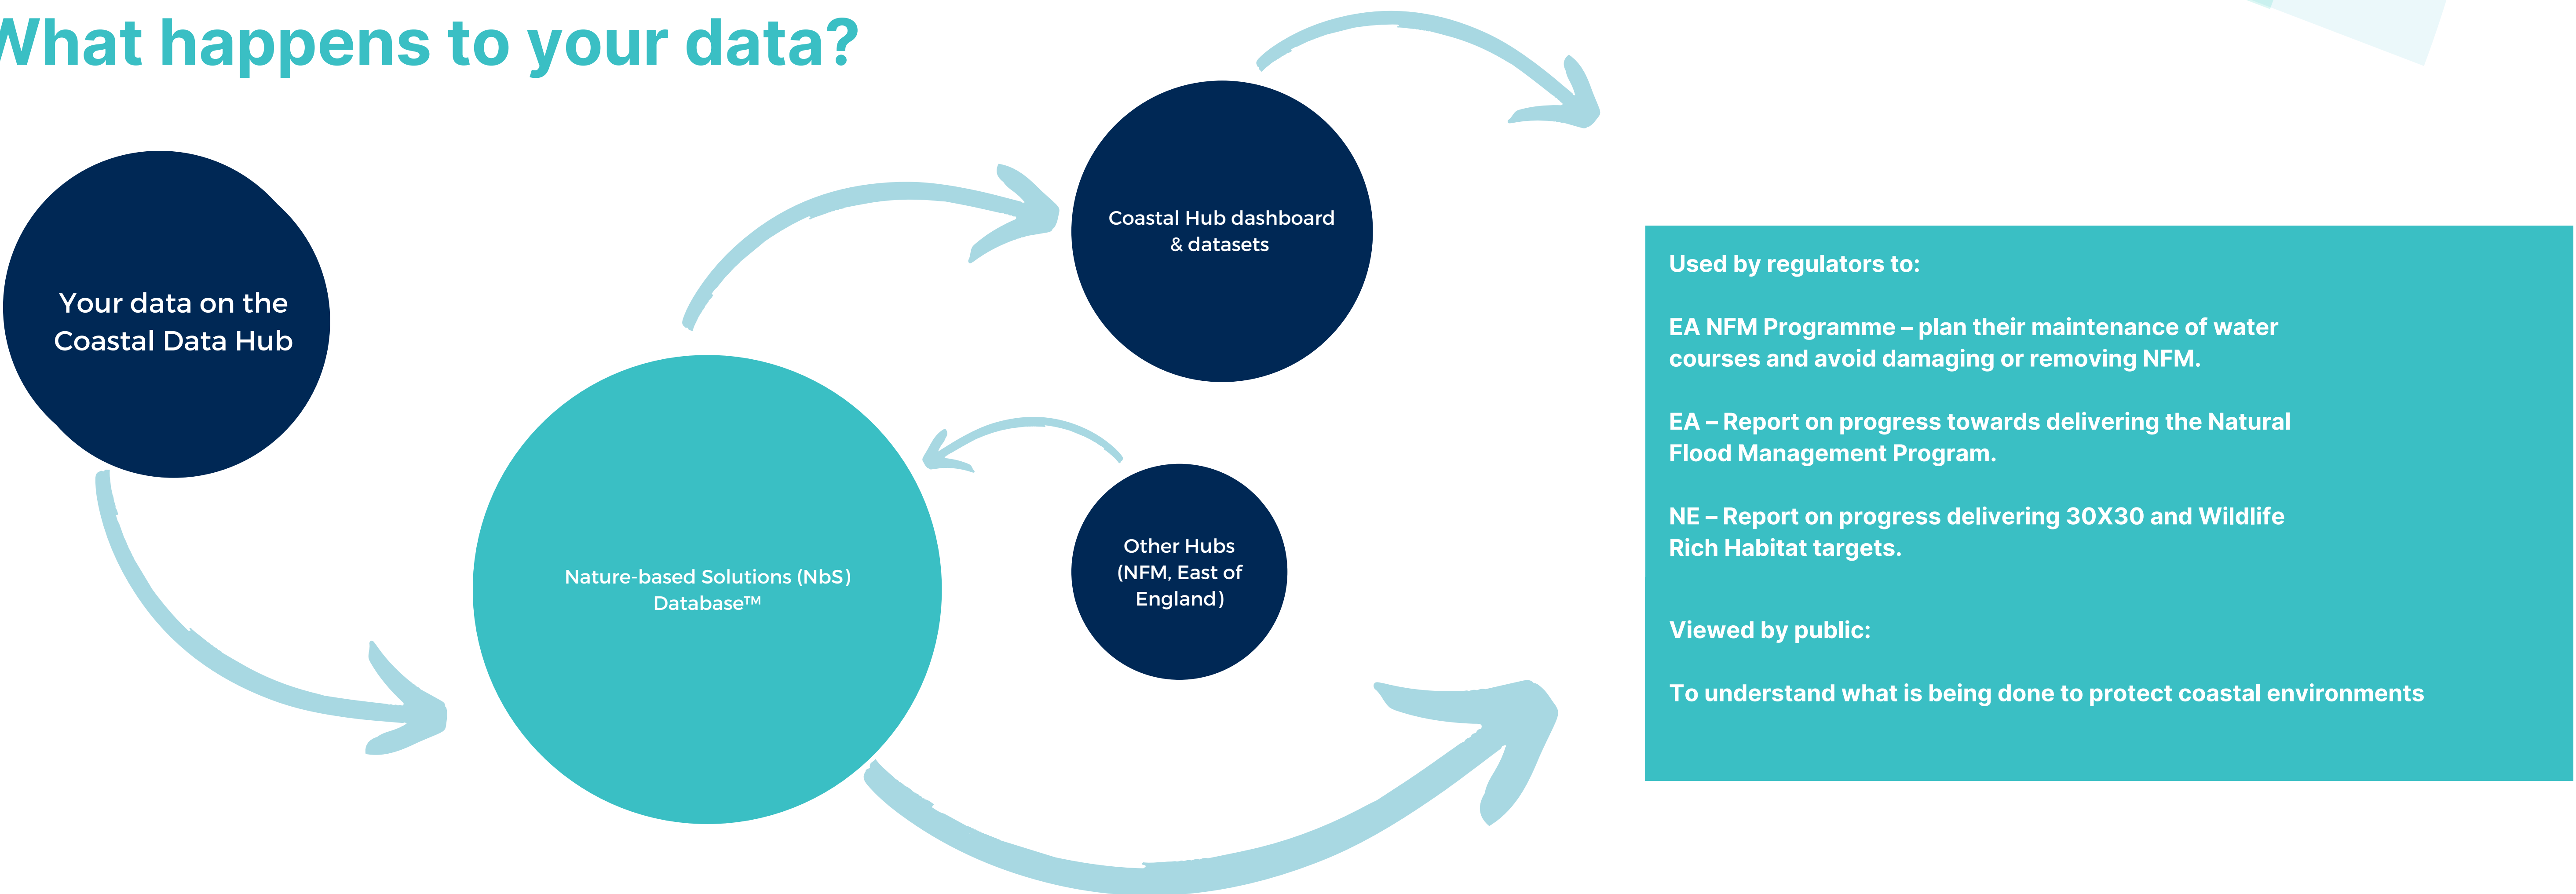 What happens to your data?
Your data on the
Coastal Data Hub
Nature-based Solutions (NbS)
Database™
Coastal Hub dashboard
& datasets
Other Hubs
(NFM, East of
England)
Used by regulators to:
EA NFM Programme – plan their maintenance of water
courses and avoid damaging or removing NFM.
EA – Report on progress towards delivering the Natural
Flood Management Program.
NE – Report on progress delivering 30X30 and Wildlife
Rich Habitat targets.
Viewed by public:
To understand what is being done to protect coastal environments